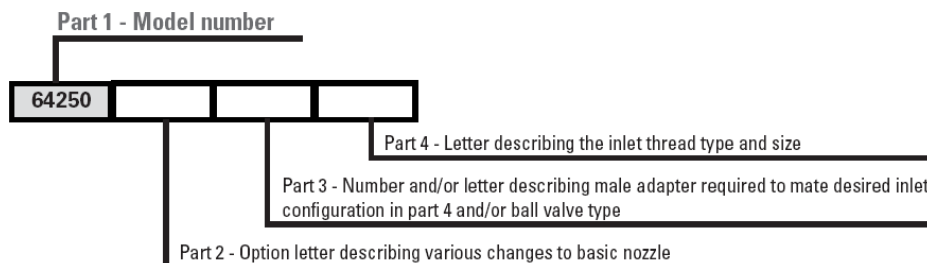 Part 1 - Model number
64250
Part 4 - Letter describing the inlet thread type and size
Part 3 - Number and/or letter describing male adapter required to mate desired inlet
configuration in part 4 and/or ball valve type
Part 2 - Option letter describing various changes to basic nozzle